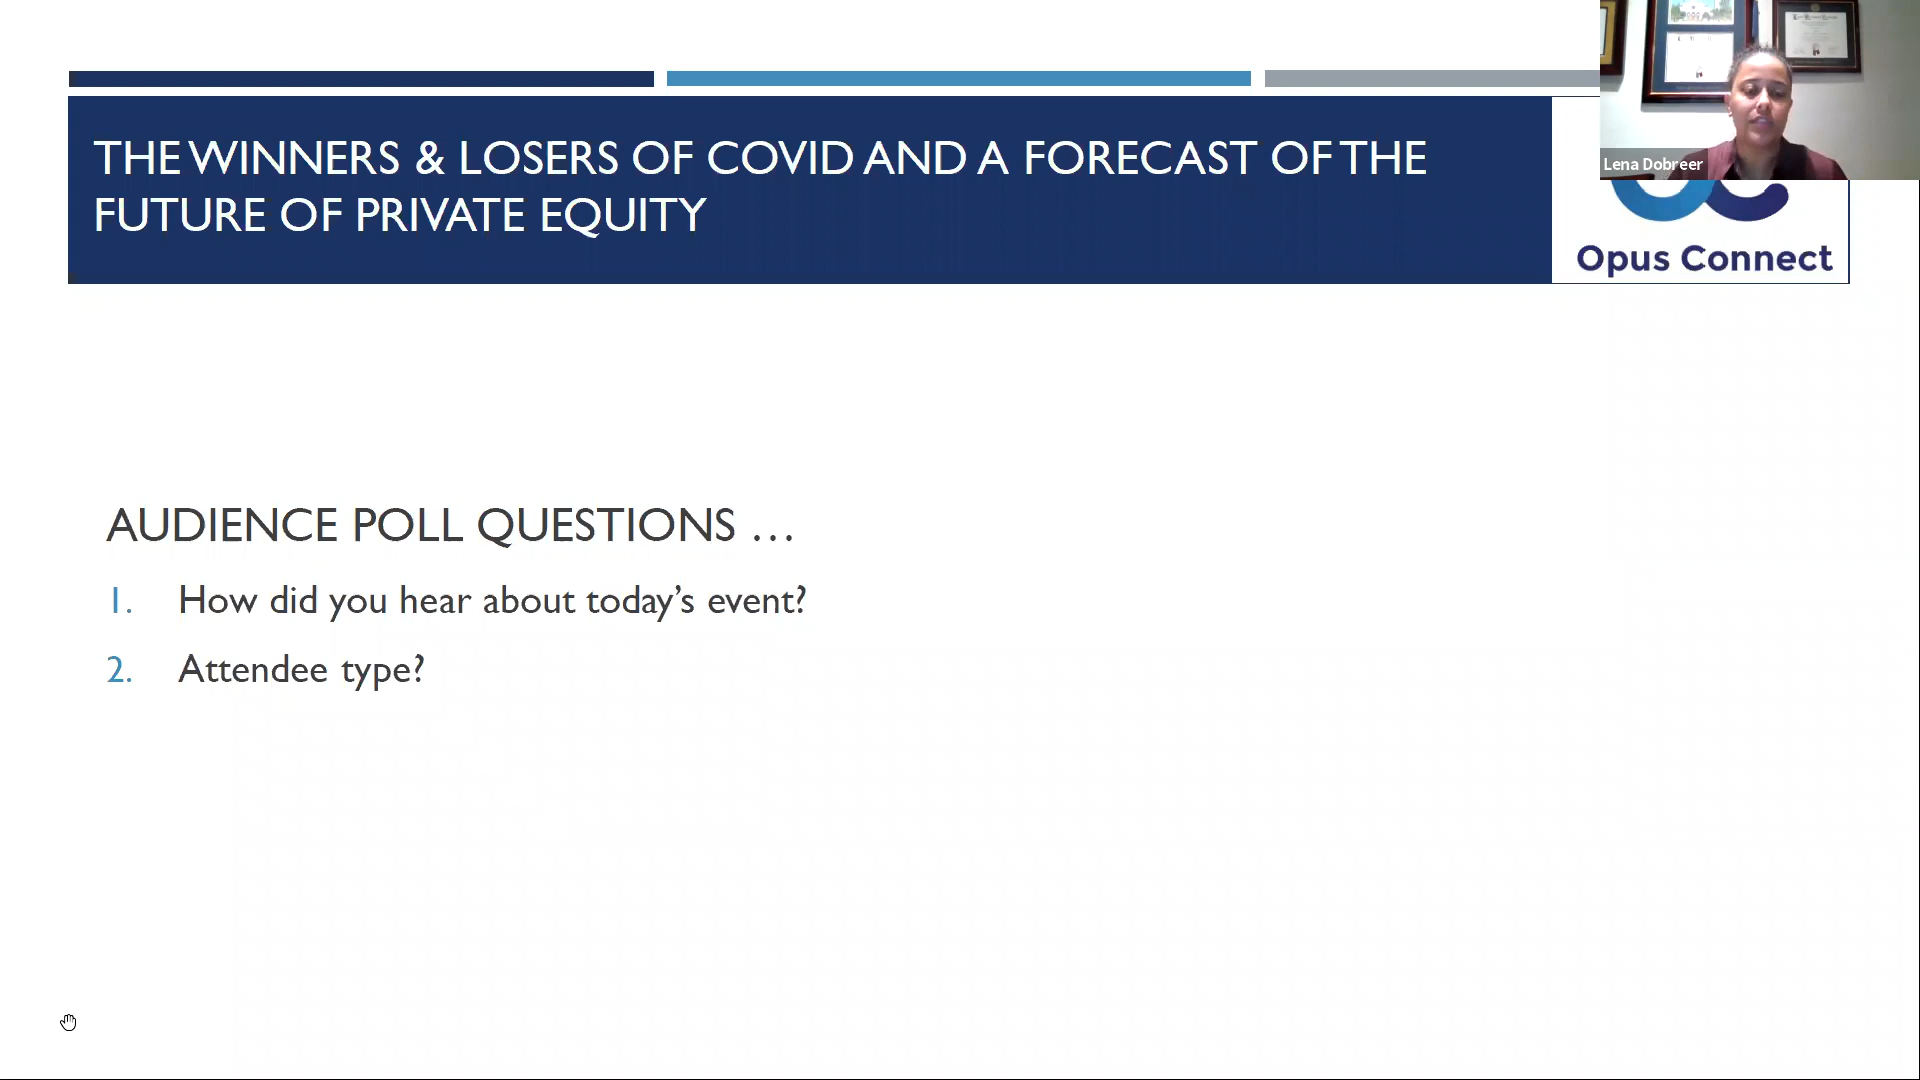 THE WINNERS & LOSERS OF COVID AND A FORECAST OF THE
FUTURE OF PRIVATE EQUITY
Lena Dobreer
Opus Connect
AUDIENCE POLL QUESTIONS …
1. How did you hear about today’s event?
2. Attendee type?